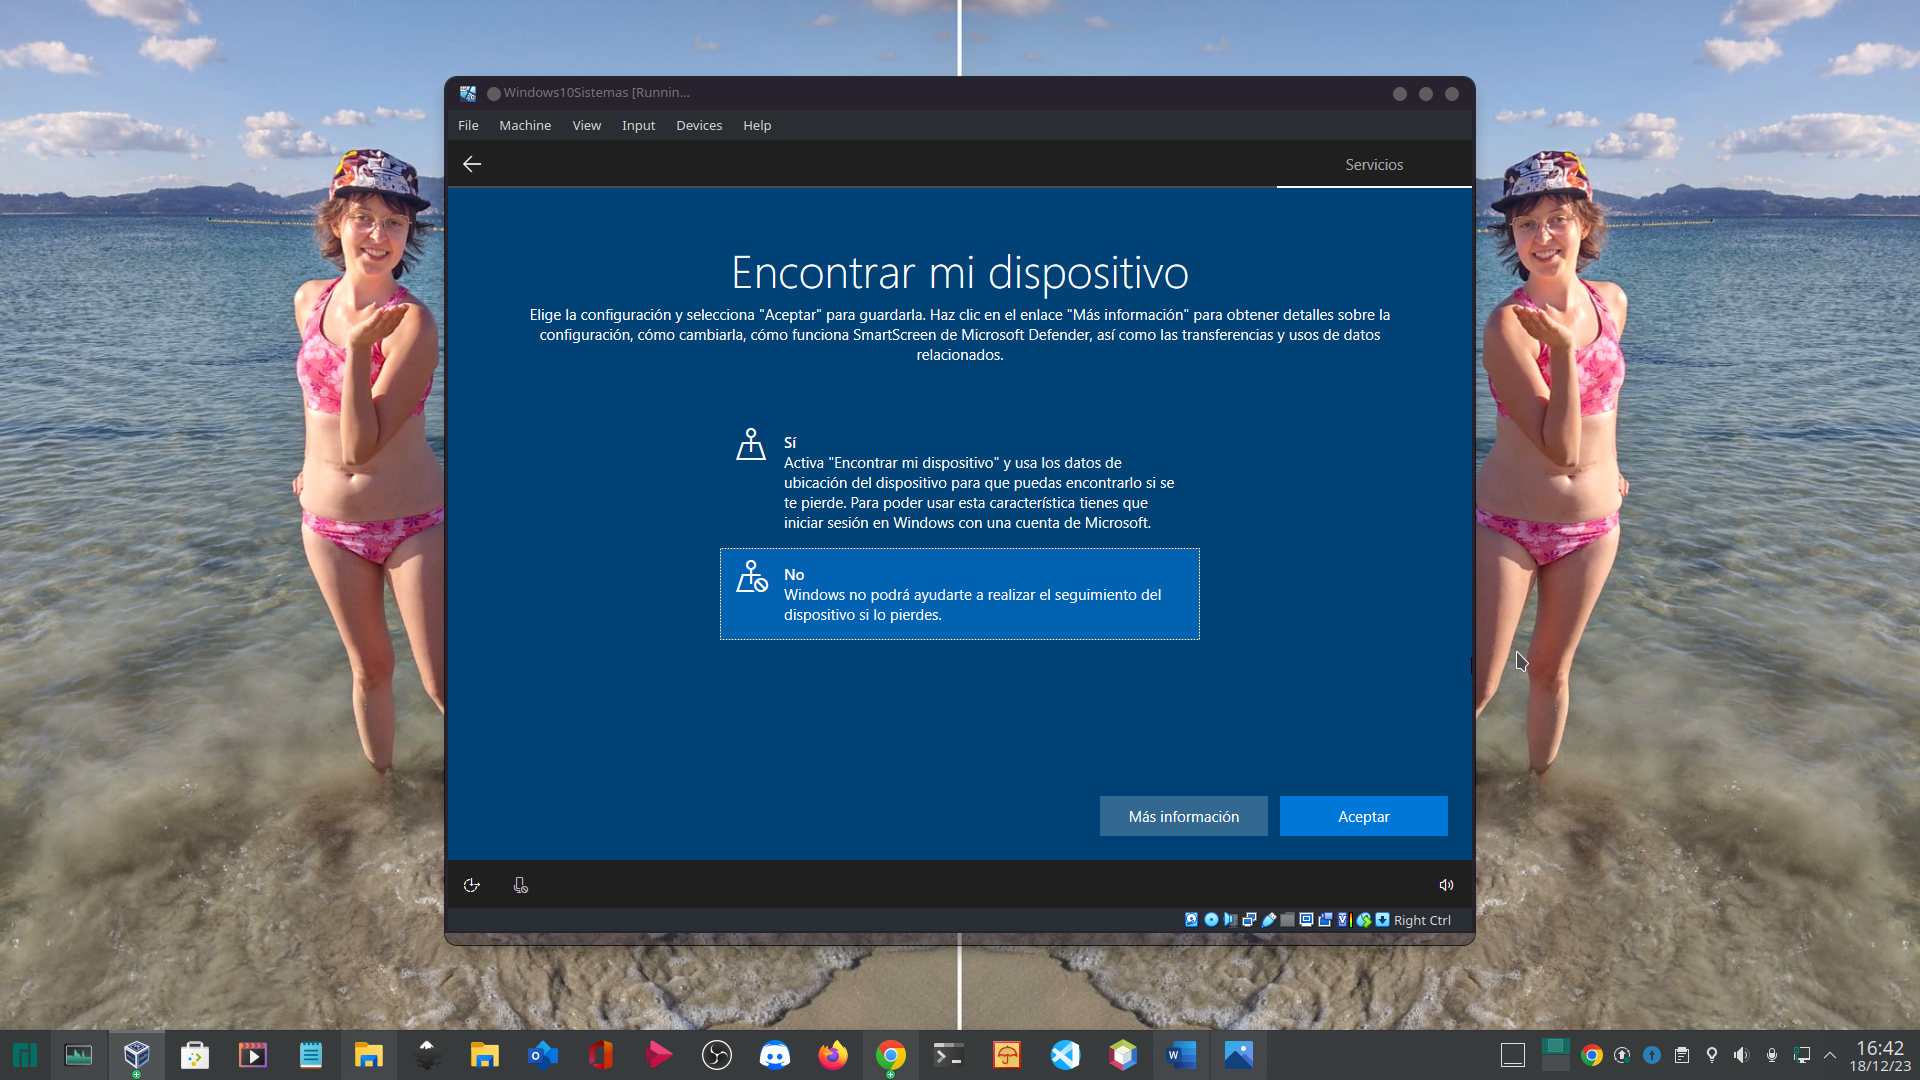 Windows10Sistemas [Runnin...
File Machine View Input Devices Help
Servicios
Encontrar mi dispositivo
Elige la configuración y selecciona "Aceptar" para guardarla. Haz clic en el enlace "Más información" para obtener detalles sobre la
configuración, cómo cambiarla, cómo funciona SmartScreen de Microsoft Defender, así como las transferencias y usos de datos
relacionados.
Sí
Activa "Encontrar mi dispositivo" y usa los datos de
ubicación del dispositivo para que puedas encontrarlo si se
te pierde. Para poder usar esta característica tienes que
iniciar sesión en Windows con una cuenta de Microsoft.
No
Windows no podrá ayudarte a realizar el seguimiento del
dispositivo si lo pierdes.
Más información
Aceptar
Right Ctrl
16:42
18/12/23